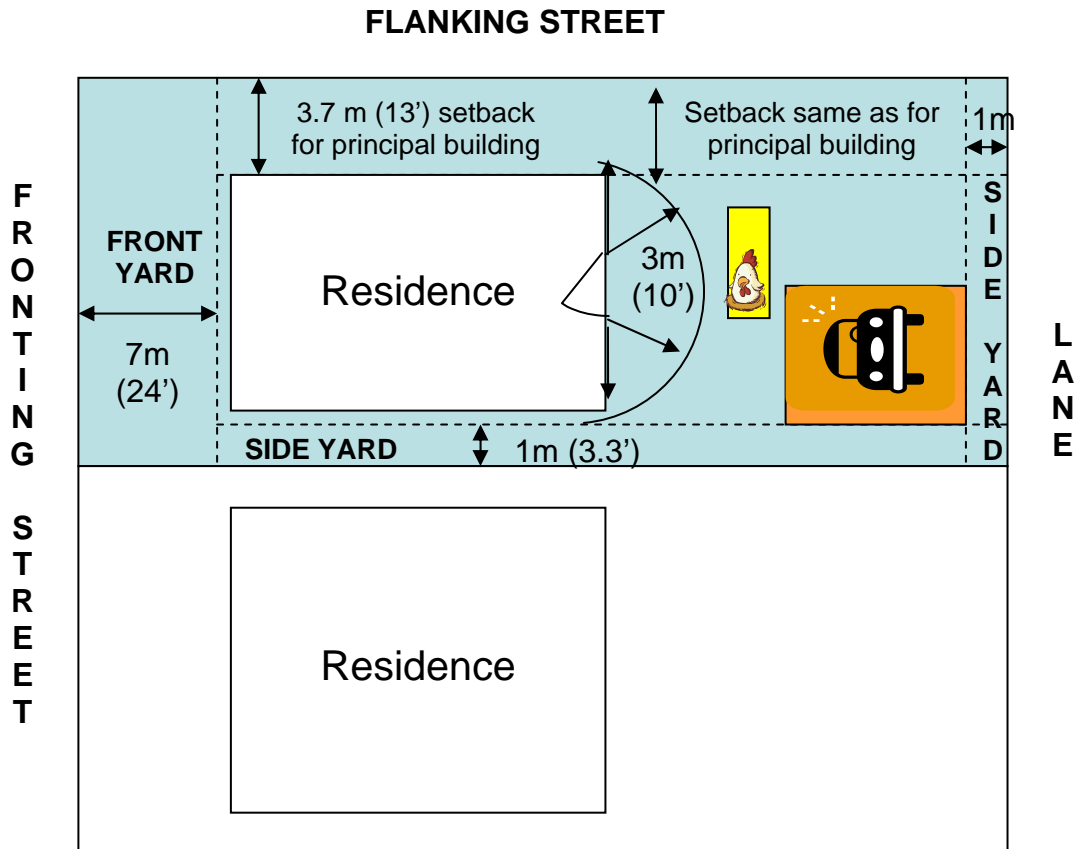 FLANKING STREET
3.7 m (13’) setback
for principal building
Setback same as for
principal building
1m
FRONTING STREET
FRONT
YARD
7m
(24’)
Residence
3m
(10’)
SIDE YARD
LANE
SIDE YARD
1m (3.3’)
Residence